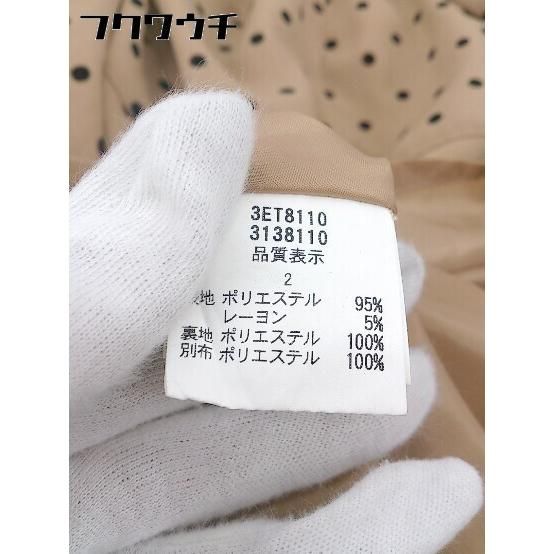 フクワウチ
3ET8110
3138110
品質表示
2
表地 ポリエステル 95%
レーヨン 5%
裏地 ポリエステル 100%
別布 ポリエステル 100%